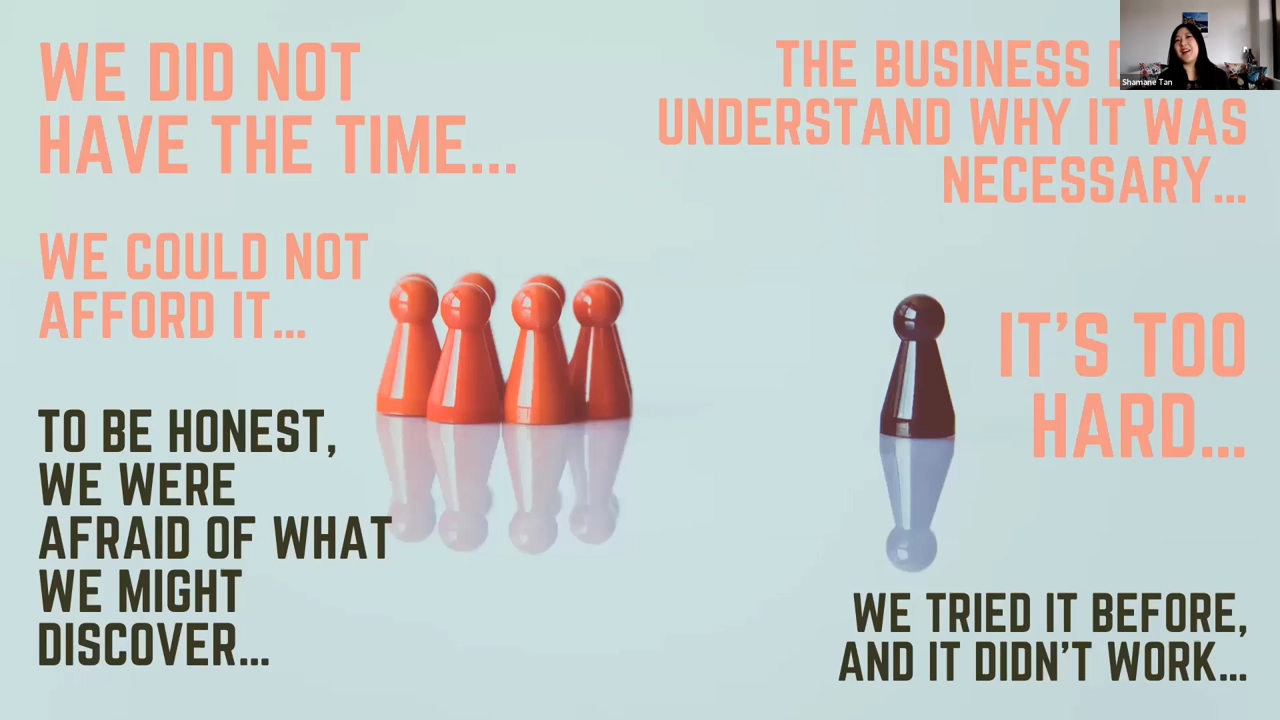 WE DID NOT
HAVE THE TIME...
WE COULD NOT
AFFORD IT...
TO BE HONEST,
WE WERE
AFRAID OF WHAT
WE MIGHT
DISCOVER...
THE BUSINESS
UNDERSTAND WHY IT WAS
NECESSARY...
IT'S TOO
HARD...
WE TRIED IT BEFORE,
AND IT DIDN'T WORK...
Shamane Tan